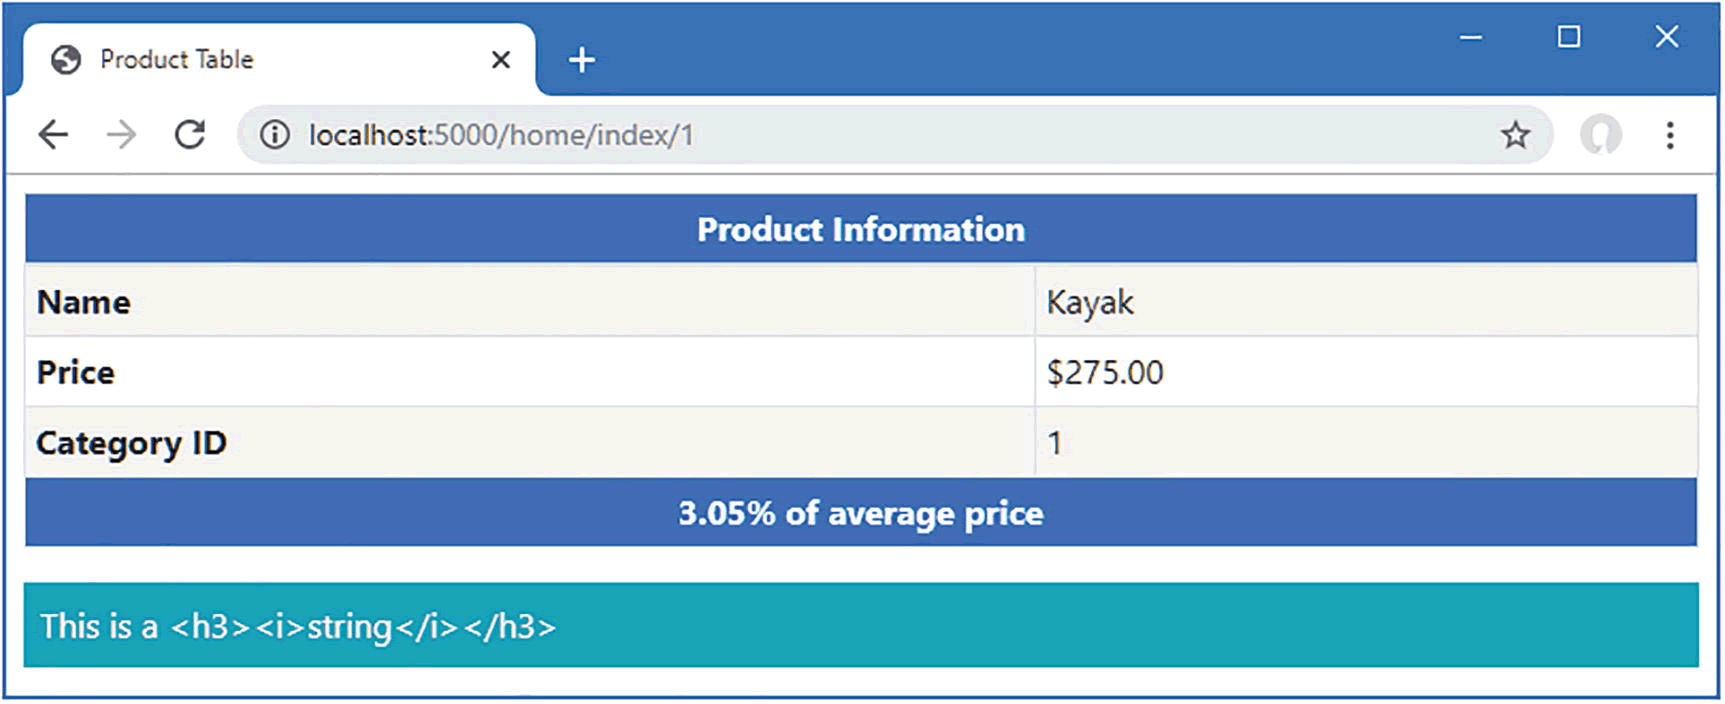 Product Table
localhost:5000/home/index/1
Product Information
Name Kayak
Price $275.00
Category ID 1
3.05% of average price
This is a <h3><i>string</i></h3>